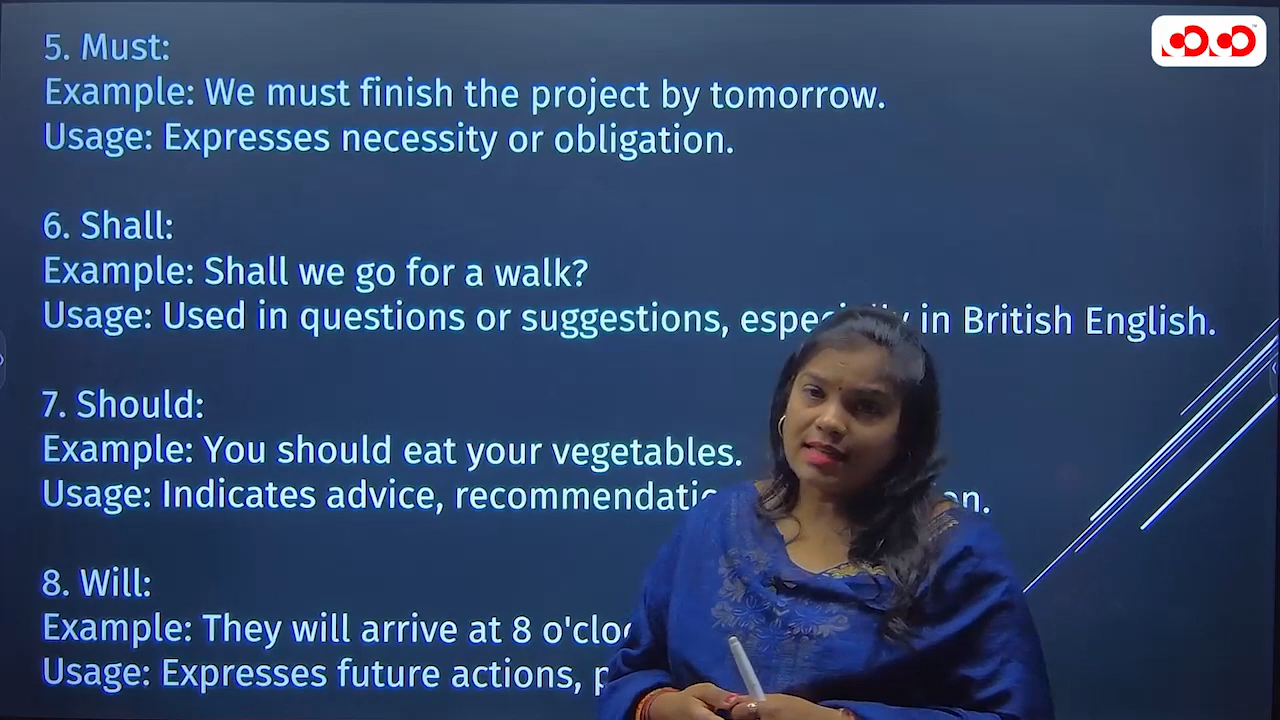 5. Must:
Example: We must finish the project by tomorrow.
Usage: Expresses necessity or obligation.
6. Shall:
Example: Shall we go for a walk?
Usage: Used in questions or suggestions, especially in British English.
7. Should:
Example: You should eat your vegetables.
Usage: Indicates advice,
8. Will:
Example: They will arrive at 8
Usage: Expresses future actions,